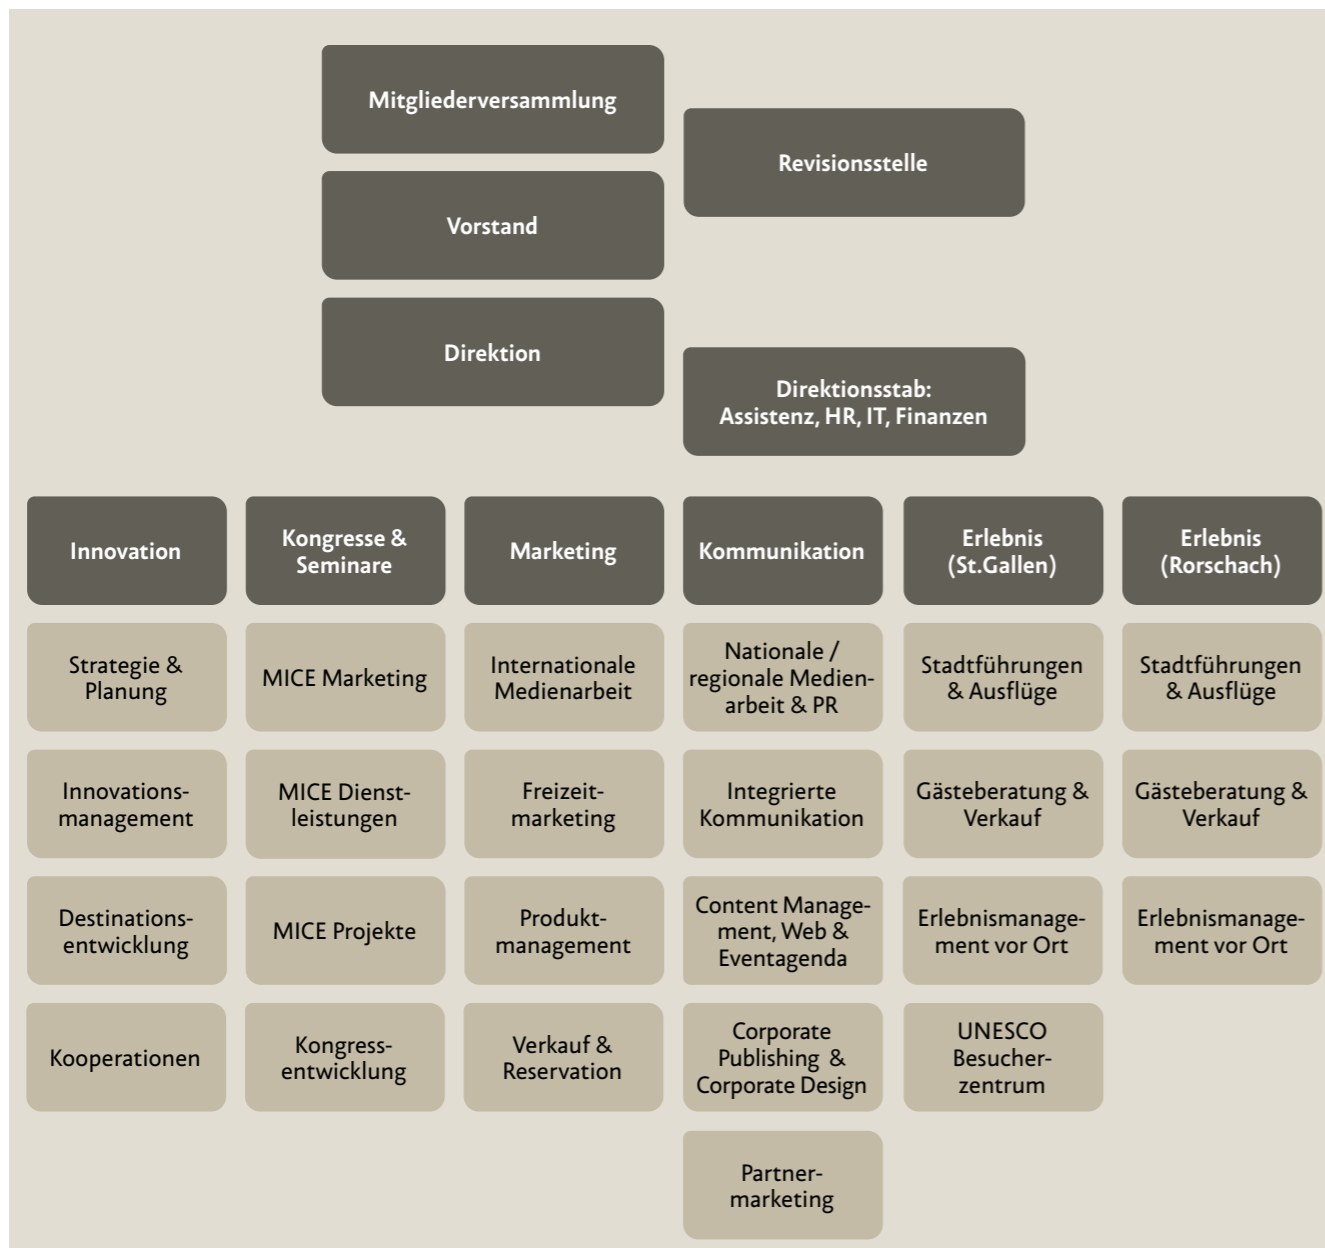 Mitgliederversammlung
Revisionsstelle
Vorstand
Direktion
Direktionsstab:
Assistenz, HR, IT, Finanzen
Innovation
Kongresse &
Seminare
Marketing
Kommunikation
Erlebnis
(St.Gallen)
Erlebnis
(Rorschach)
Strategie &
Planung
MICE Marketing
Internationale
Medienarbeit
Nationale /
regionale Medien-
arbeit & PR
Stadtführungen
& Ausflüge
Stadtführungen
& Ausflüge
Innovations-
management
MICE Dienst-
leistungen
Freizeit-
marketing
Integrierte
Kommunikation
Gästeberatung &
Verkauf
Gästeberatung &
Verkauf
Destinations-
entwicklung
MICE Projekte
Produkt-
management
Content Manage-
ment, Web &
Eventagenda
Erlebnismanage-
ment vor Ort
Erlebnismanage-
ment vor Ort
Kooperationen
Kongress-
entwicklung
Verkauf &
Reservation
Corporate
Publishing &
Corporate Design
UNESCO
Besucher-
zentrum
Partner-
marketing